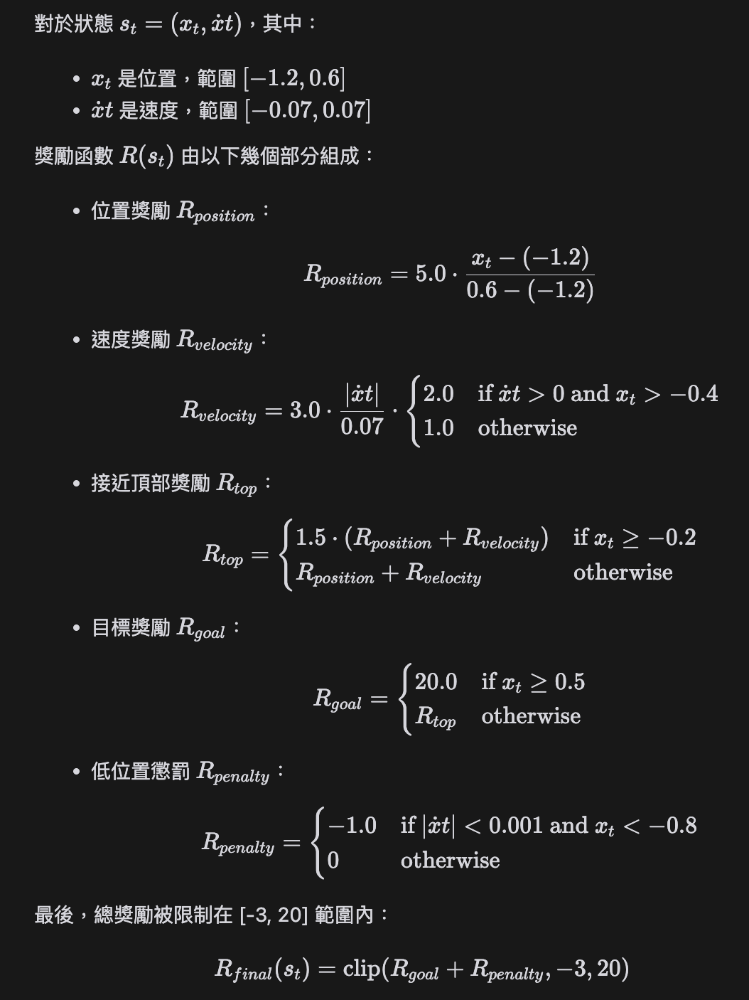 對於狀態 $s_t = (x_t, \dot{x}t)$，其中：
• $x_t$ 是位置，範圍 $[-1.2, 0.6]$
• $\dot{x}t$ 是速度，範圍 $[-0.07, 0.07]$
獎勵函數 $R(s_t)$ 由以下幾個部分組成：
• 位置獎勵 $R_{position}$：
$R_{position} = 5.0 \cdot \frac{x_t - (-1.2)}{0.6 - (-1.2)}$
• 速度獎勵 $R_{velocity}$：
$R_{velocity} = 3.0 \cdot \frac{|\dot{x}t|}{0.07} \cdot \begin{cases} 2.0 & \text{if } \dot{x}t > 0 \text{ and } x_t > -0.4 \\ 1.0 & \text{otherwise} \end{cases}$
• 接近頂部獎勵 $R_{top}$：
$R_{top} = \begin{cases} 1.5 \cdot (R_{position} + R_{velocity}) & \text{if } x_t \geq -0.2 \\ R_{position} + R_{velocity} & \text{otherwise} \end{cases}$
• 目標獎勵 $R_{goal}$：
$R_{goal} = \begin{cases} 20.0 & \text{if } x_t \geq 0.5 \\ R_{top} & \text{otherwise} \end{cases}$
• 低位置懲罰 $R_{penalty}$：
$R_{penalty} = \begin{cases} -1.0 & \text{if } |\dot{x}t| < 0.001 \text{ and } x_t < -0.8 \\ 0 & \text{otherwise} \end{cases}$
最後，總獎勵被限制在 [-3, 20] 範圍內：
$R_{final}(s_t) = \text{clip}(R_{goal} + R_{penalty}, -3, 20)$